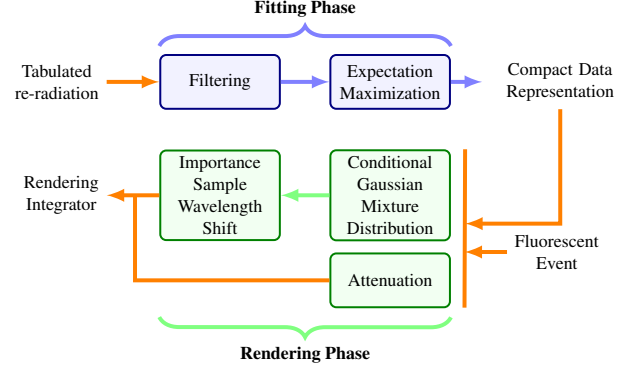 Fitting Phase
Tabulated
re-radiation
Filtering
Expectation
Maximization
Compact Data
Representation
Rendering
Integrator
Importance
Sample
Wavelength
Shift
Conditional
Gaussian
Mixture
Distribution
Fluorescent
Event
Attenuation
Rendering Phase